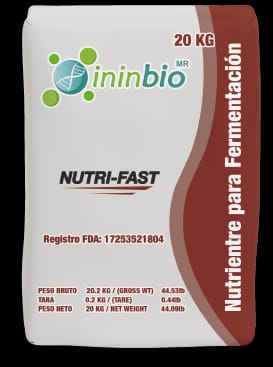 20 KG
ininbio MR
NUTRI-FAST
Registro FDA: 17253521804
Nutrientre para Fermentación
PESO BRUTO 20.2 KG / (GROSS WT) 44.53lb
TARA 0.2 KG / (TARE) 0.44lb
PESO NETO 20 KG / NET WEIGHT 44.09lb